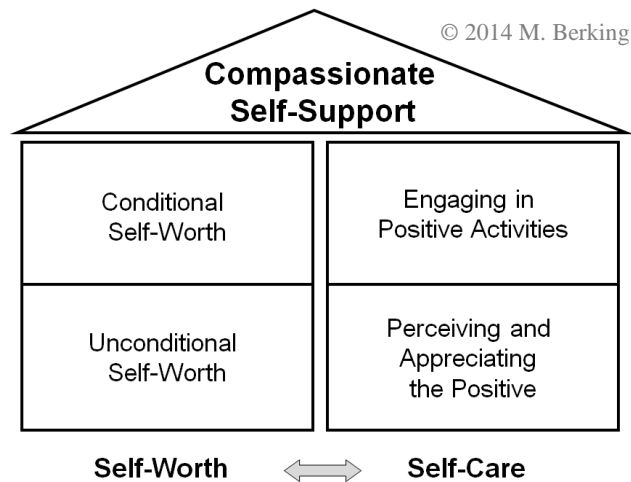 © 2014 M. Berking
Compassionate
Self-Support
Conditional
Self-Worth
Engaging in
Positive Activities
Unconditional
Self-Worth
Perceiving and
Appreciating
the Positive
Self-Worth
Self-Care